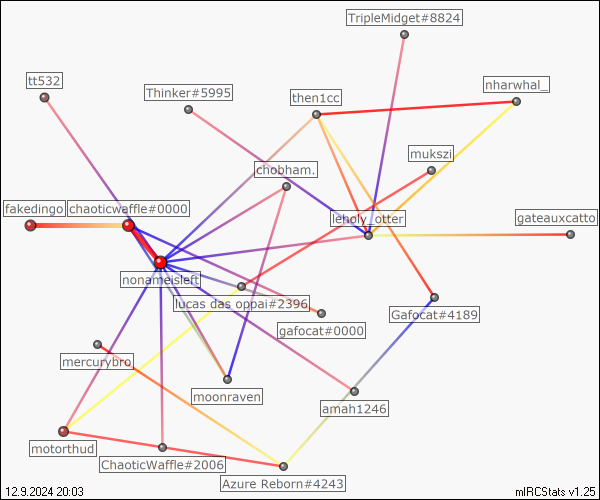 TripleMidget#8824
tt532
Thinker#5995
nharwhal_
then1cc
mukszi
chobham.
fakedingo
chaoticwaffle#0000
leholy_otter
gateauxcatto
nonameisleft
lucas das oppai#2396
Gafocat#4189
gafocat#0000
mercurybro
moonraven
amah1246
motorthud
ChaoticWaffle#2006
Azure Reborn#4243
12.9.2024 20:03
mIRCStats v1.25